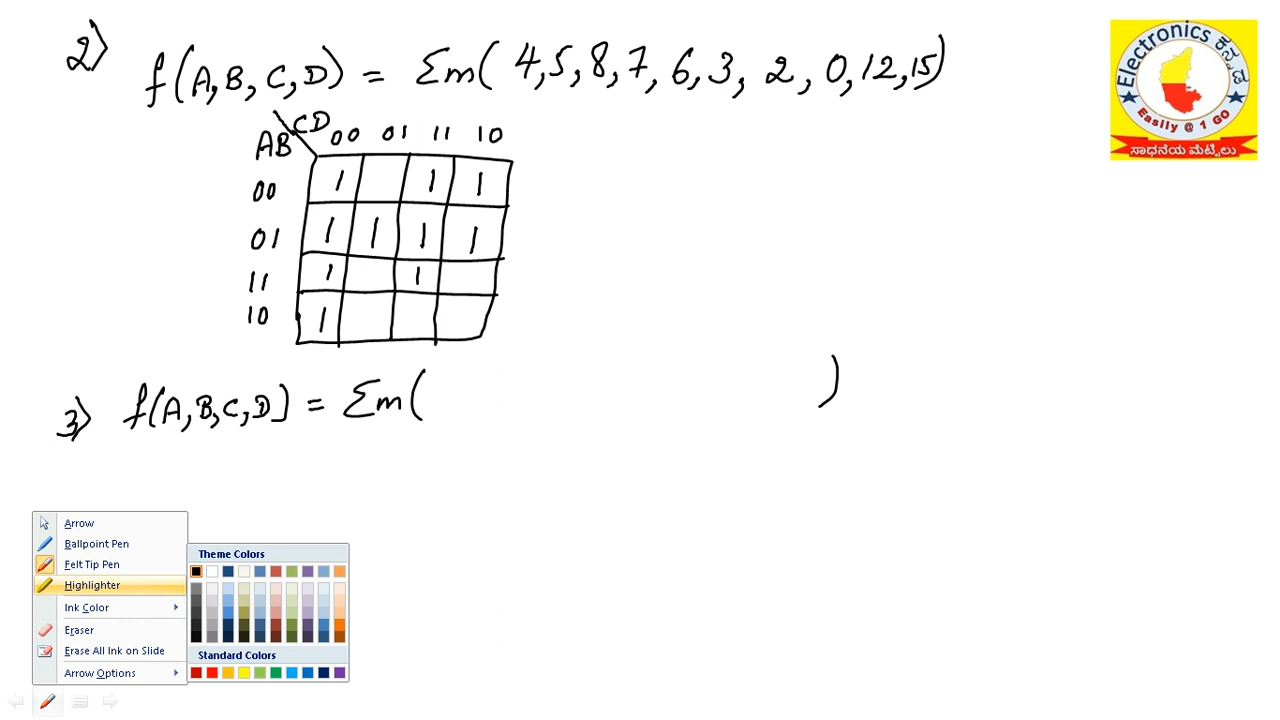 2) f(A,B,C,D) = Σm( 4,5,8,7,6,3,2,0,12,15)
AB\CD 00 01 11 10
00 1 1 1
01 1 1 1 1
11 1 1
10 1
3) f(A,B,C,D] = Σm( )
Arrow
Ballpoint Pen
Felt Tip Pen
Highlighter
Ink Color
Eraser
Erase All Ink on Slide
Arrow Options
Theme Colors
Standard Colors
Electronics ಕನ್ನಡ
Easily @ 1 GO
ಸಾಧನೆಯ ಮೆಟ್ಟಿಲು